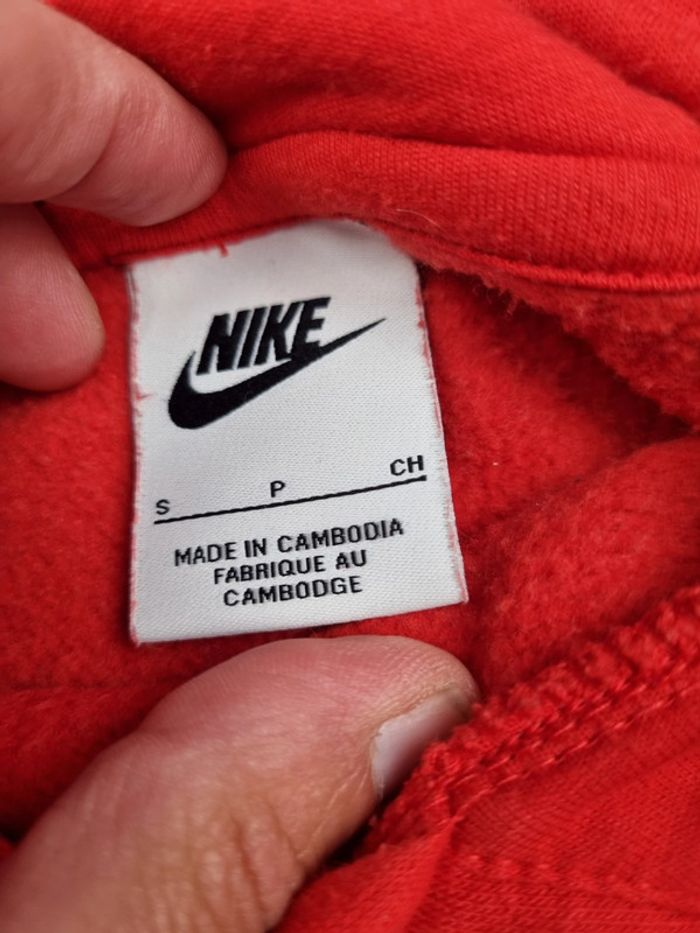 NIKE
S P CH
MADE IN CAMBODIA
FABRIQUE AU
CAMBODGE